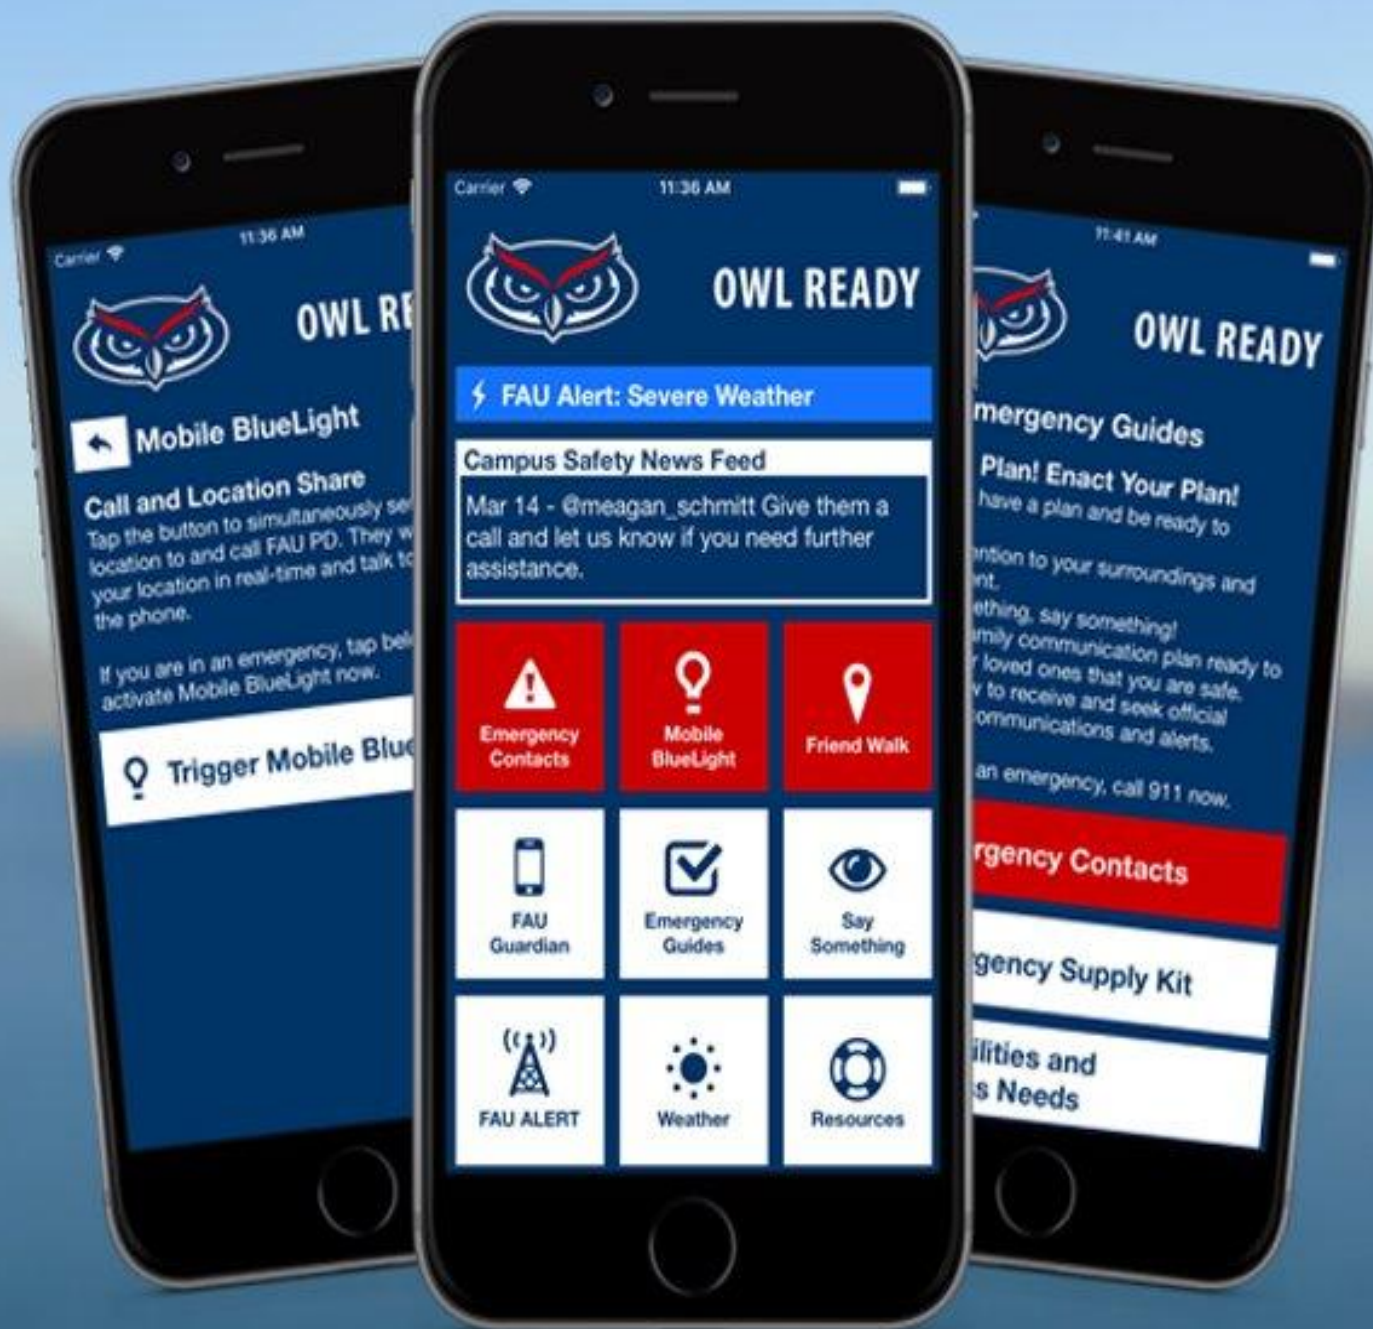 Carrier
11:36 AM
OWL
Mobile BlueLight
Call and Location Share
Tap the button to simultaneously
location to and call FAU PD. They
your location in real-time and talk to
the phone.
If you are in an emergency, tap
activate Mobile BlueLight now.
Trigger Mobile
Carrier
11:36 AM
OWL READY
FAU Alert: Severe Weather
Campus Safety News Feed
Mar 14 - @meagan_schmitt Give them a
call and let us know if you need further
assistance.
Emergency
Contacts
Mobile
BlueLight
Friend Walk
FAU
Guardian
Emergency
Guides
Say
Something
FAU ALERT
Weather
Resources
11:41 AM
OWL READY
mergency Guides
Plan! Enact Your Plan!
have a plan and be ready to
ntion to your surroundings and
nt.
ething, say something!
amily communication plan ready to
r loved ones that you are safe.
w to receive and seek official
ommunications and alerts.
an emergency, call 911 now.
rgency Contacts
gency Supply Kit
ilities and
s Needs